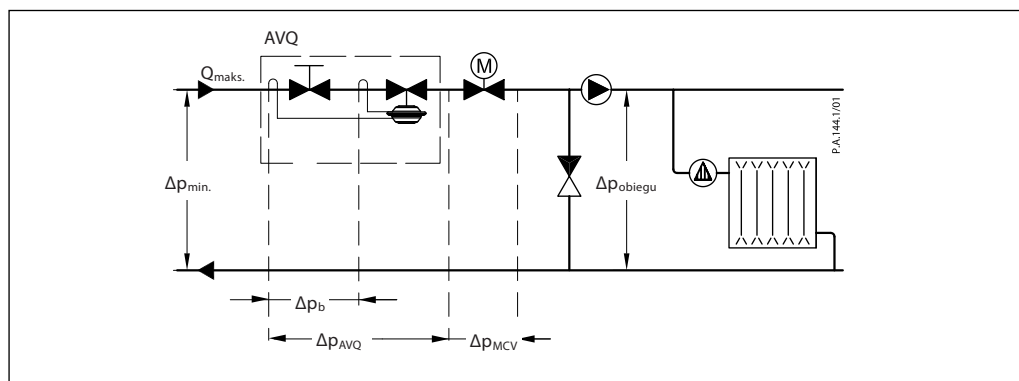 AVQ
Qmaks.
M
P.A.144.1/01
Δpmin.
Δpobiegu
Δpb
ΔpAVQ
ΔpMCV